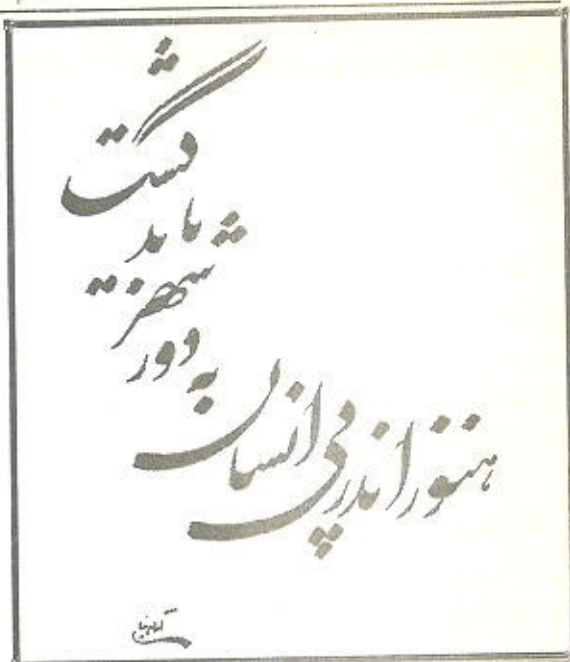 هنوز اندر پی انسان
به دور
شهر
باید
گشت